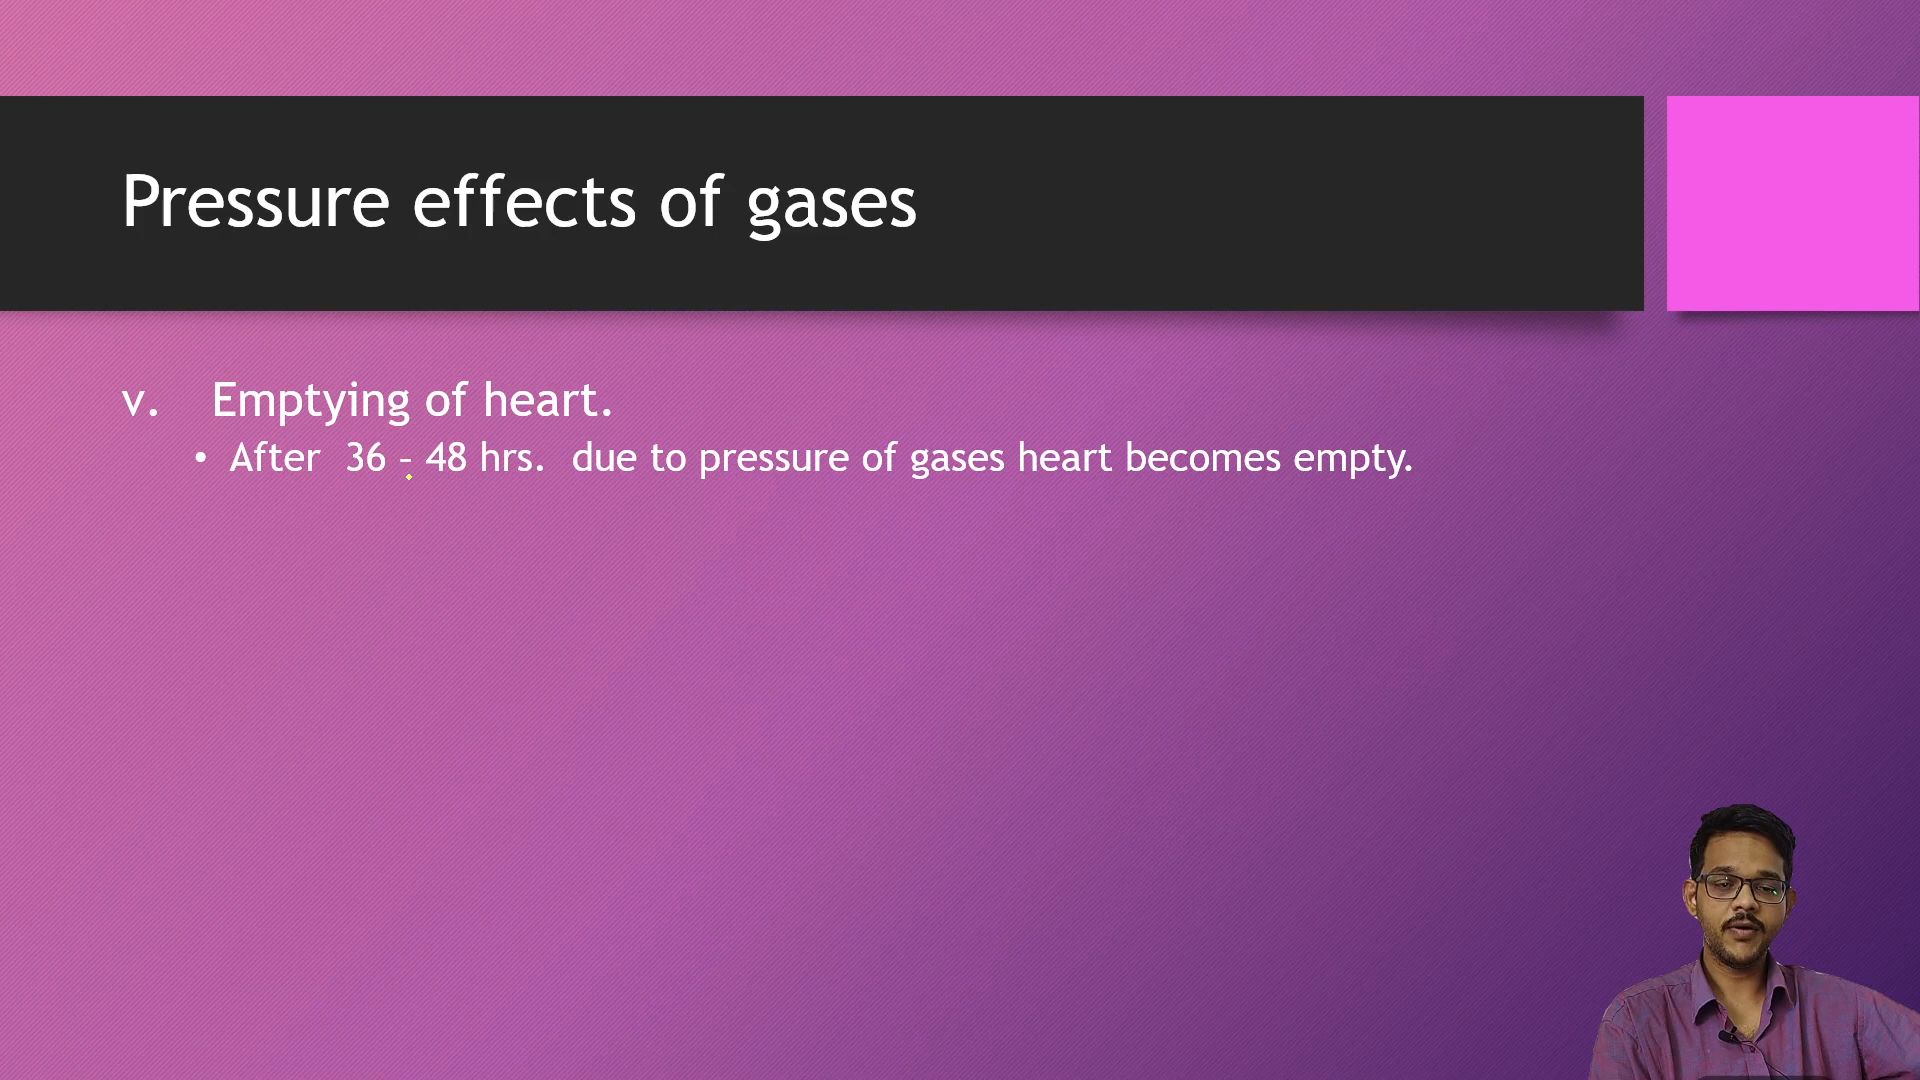 Pressure effects of gases
v. Emptying of heart.
• After 36 – 48 hrs. due to pressure of gases heart becomes empty.